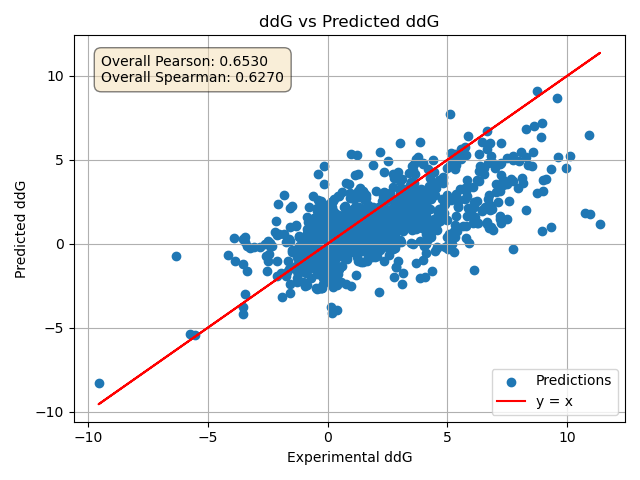 ddG vs Predicted ddG
Overall Pearson: 0.6530
Overall Spearman: 0.6270
10
5
0
−5
−10
Predicted ddG
−10
−5
0
5
10
Experimental ddG
Predictions
y = x